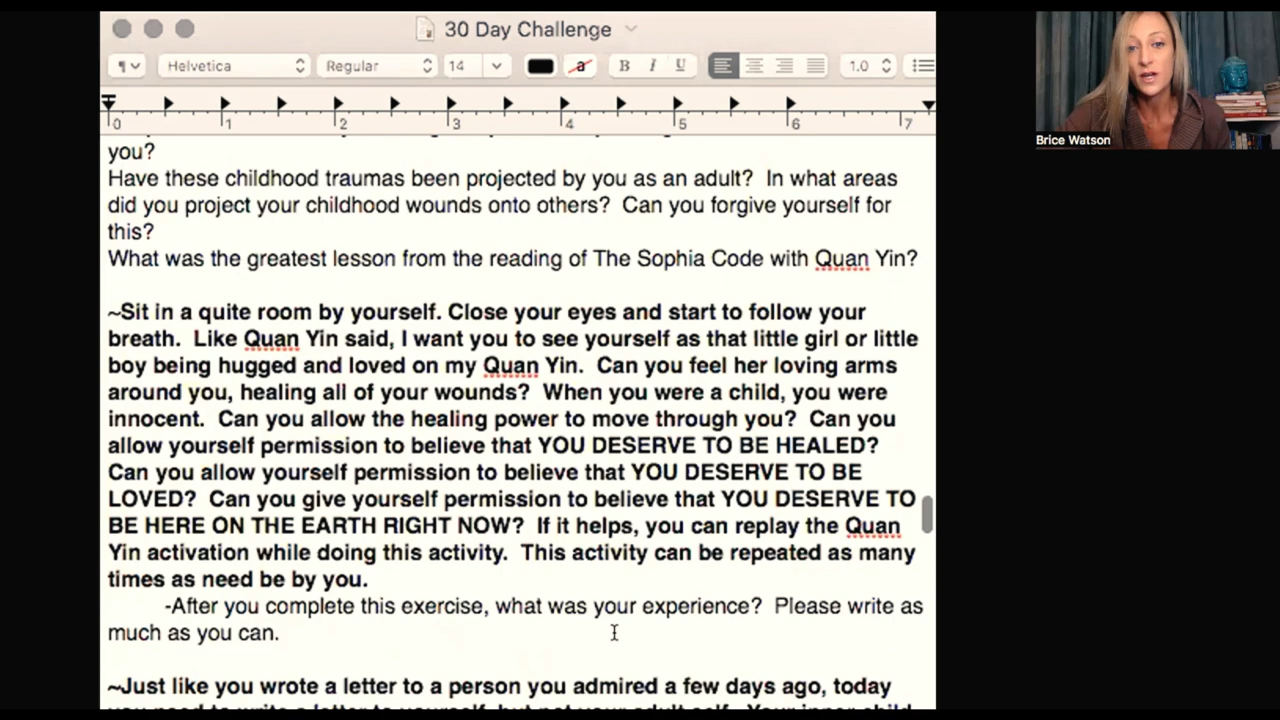 30 Day Challenge
Helvetica Regular 14 a B I U 1.0
0 1 2 3 4 5 6 7
you?
Have these childhood traumas been projected by you as an adult?  In what areas
did you project your childhood wounds onto others?  Can you forgive yourself for
this?
What was the greatest lesson from the reading of The Sophia Code with Quan Yin?
~Sit in a quite room by yourself. Close your eyes and start to follow your
breath.  Like Quan Yin said, I want you to see yourself as that little girl or little
boy being hugged and loved on my Quan Yin.  Can you feel her loving arms
around you, healing all of your wounds?  When you were a child, you were
innocent.  Can you allow the healing power to move through you?  Can you
allow yourself permission to believe that YOU DESERVE TO BE HEALED?
Can you allow yourself permission to believe that YOU DESERVE TO BE
LOVED?  Can you give yourself permission to believe that YOU DESERVE TO
BE HERE ON THE EARTH RIGHT NOW?  If it helps, you can replay the Quan
Yin activation while doing this activity.  This activity can be repeated as many
times as need be by you.
-After you complete this exercise, what was your experience?  Please write as
much as you can.
~Just like you wrote a letter to a person you admired a few days ago, today
Brice Watson